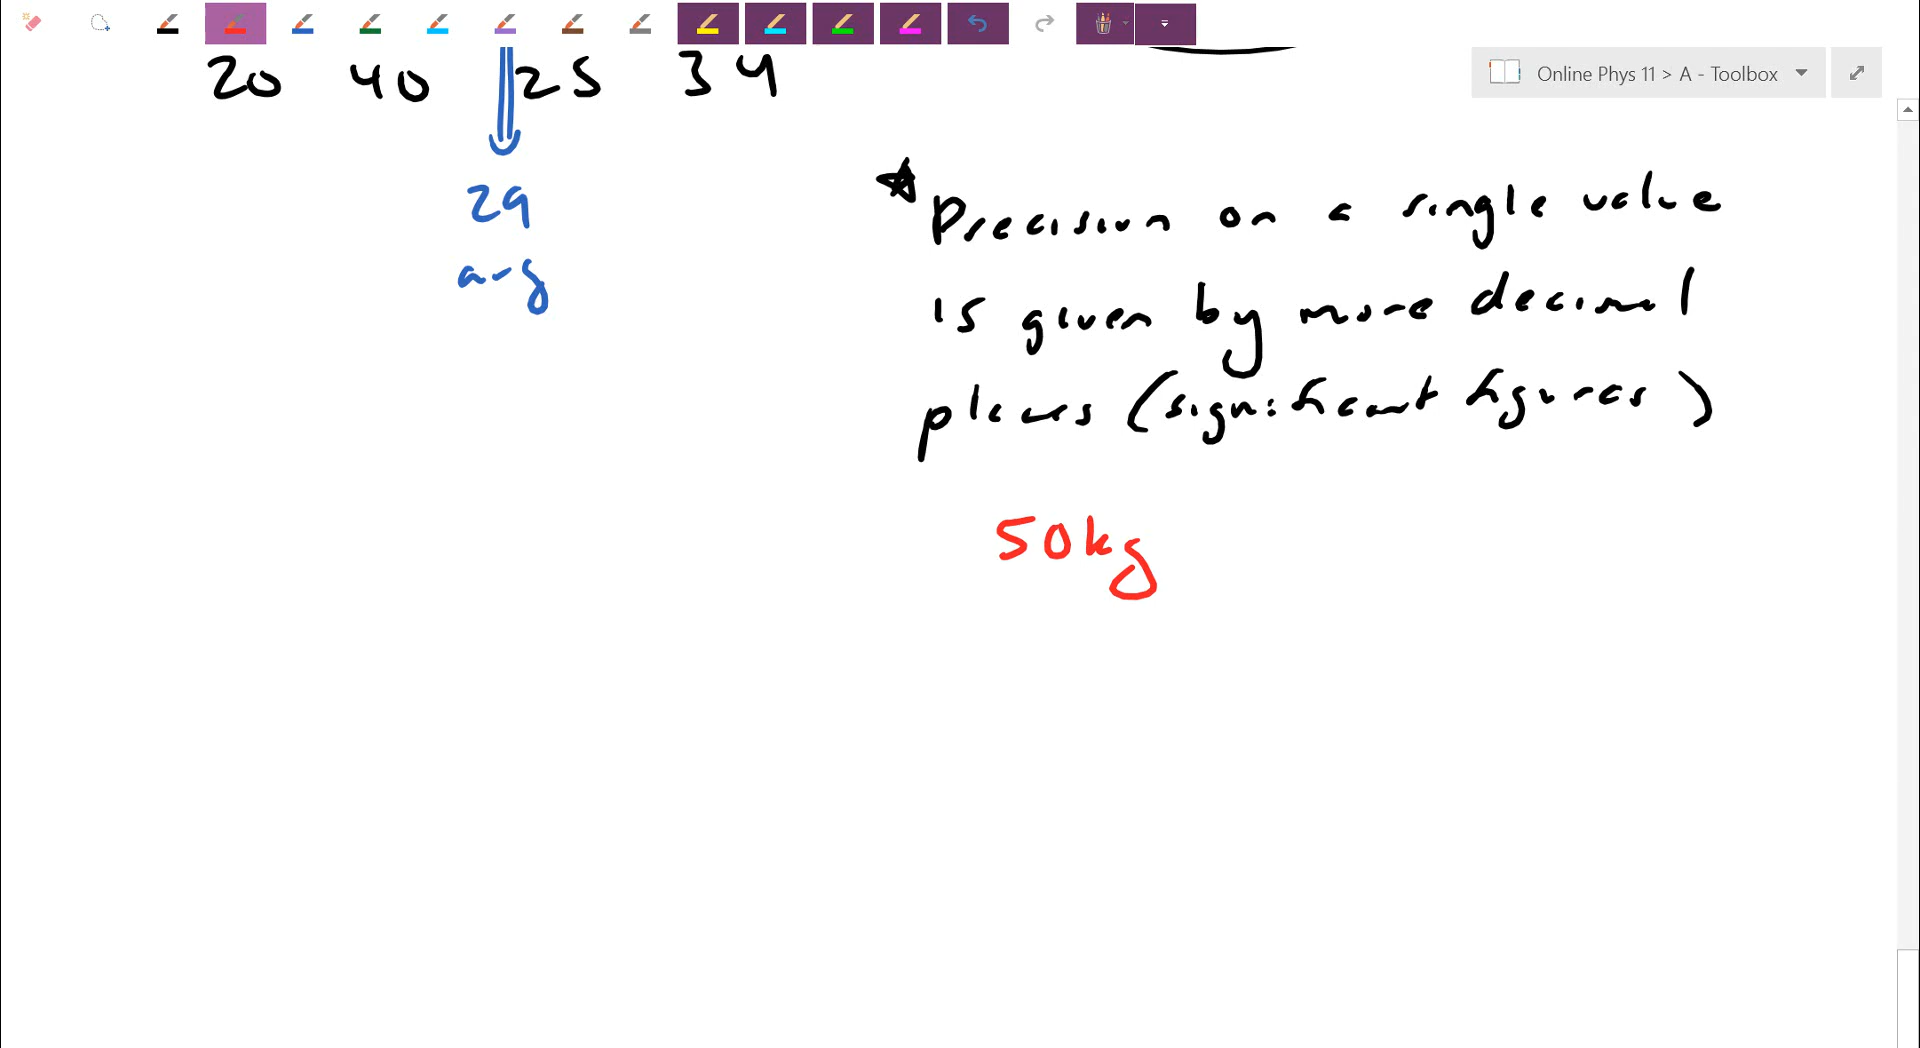 20 40 25 34
Online Phys 11 > A - Toolbox
29
avg
Precision on a single value
is given by more decimal
places (significant figures)
50kg